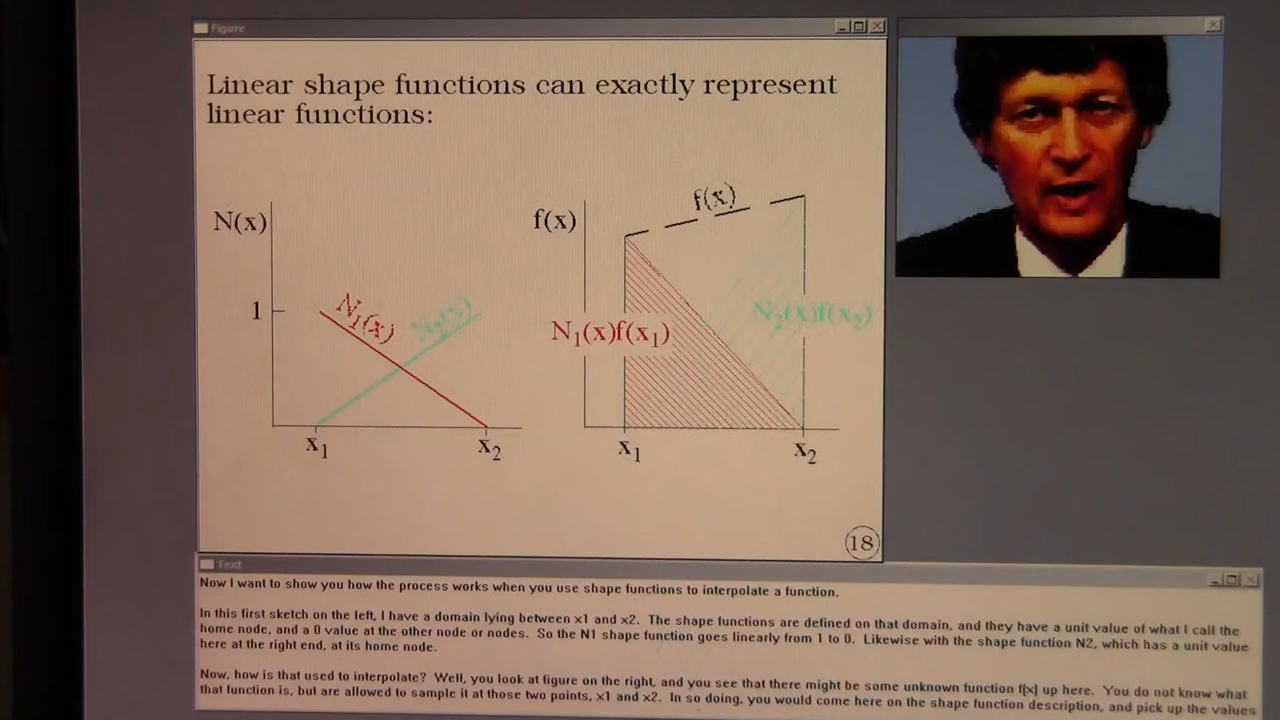 Figure
Linear shape functions can exactly represent
linear functions:
N(x)
1
N₁(x)
N₂(x)
x₁
x₂
f(x)
f(x)
N₁(x)f(x₁)
N₂(x)f(x₂)
x₁
x₂
18
Text
Now I want to show you how the process works when you use shape functions to interpolate a function.
In this first sketch on the left, I have a domain lying between x1 and x2. The shape functions are defined on that domain, and they have a unit value of what I call the
home node, and a 0 value at the other node or nodes. So the N1 shape function goes linearly from 1 to 0. Likewise with the shape function N2, which has a unit value
here at the right end, at its home node.
Now, how is that used to interpolate? Well, you look at figure on the right, and you see that there might be some unknown function f(x) up here. You do not know what
that function is, but are allowed to sample it at those two points, x1 and x2. In so doing, you would come here on the shape function description, and pick up the values